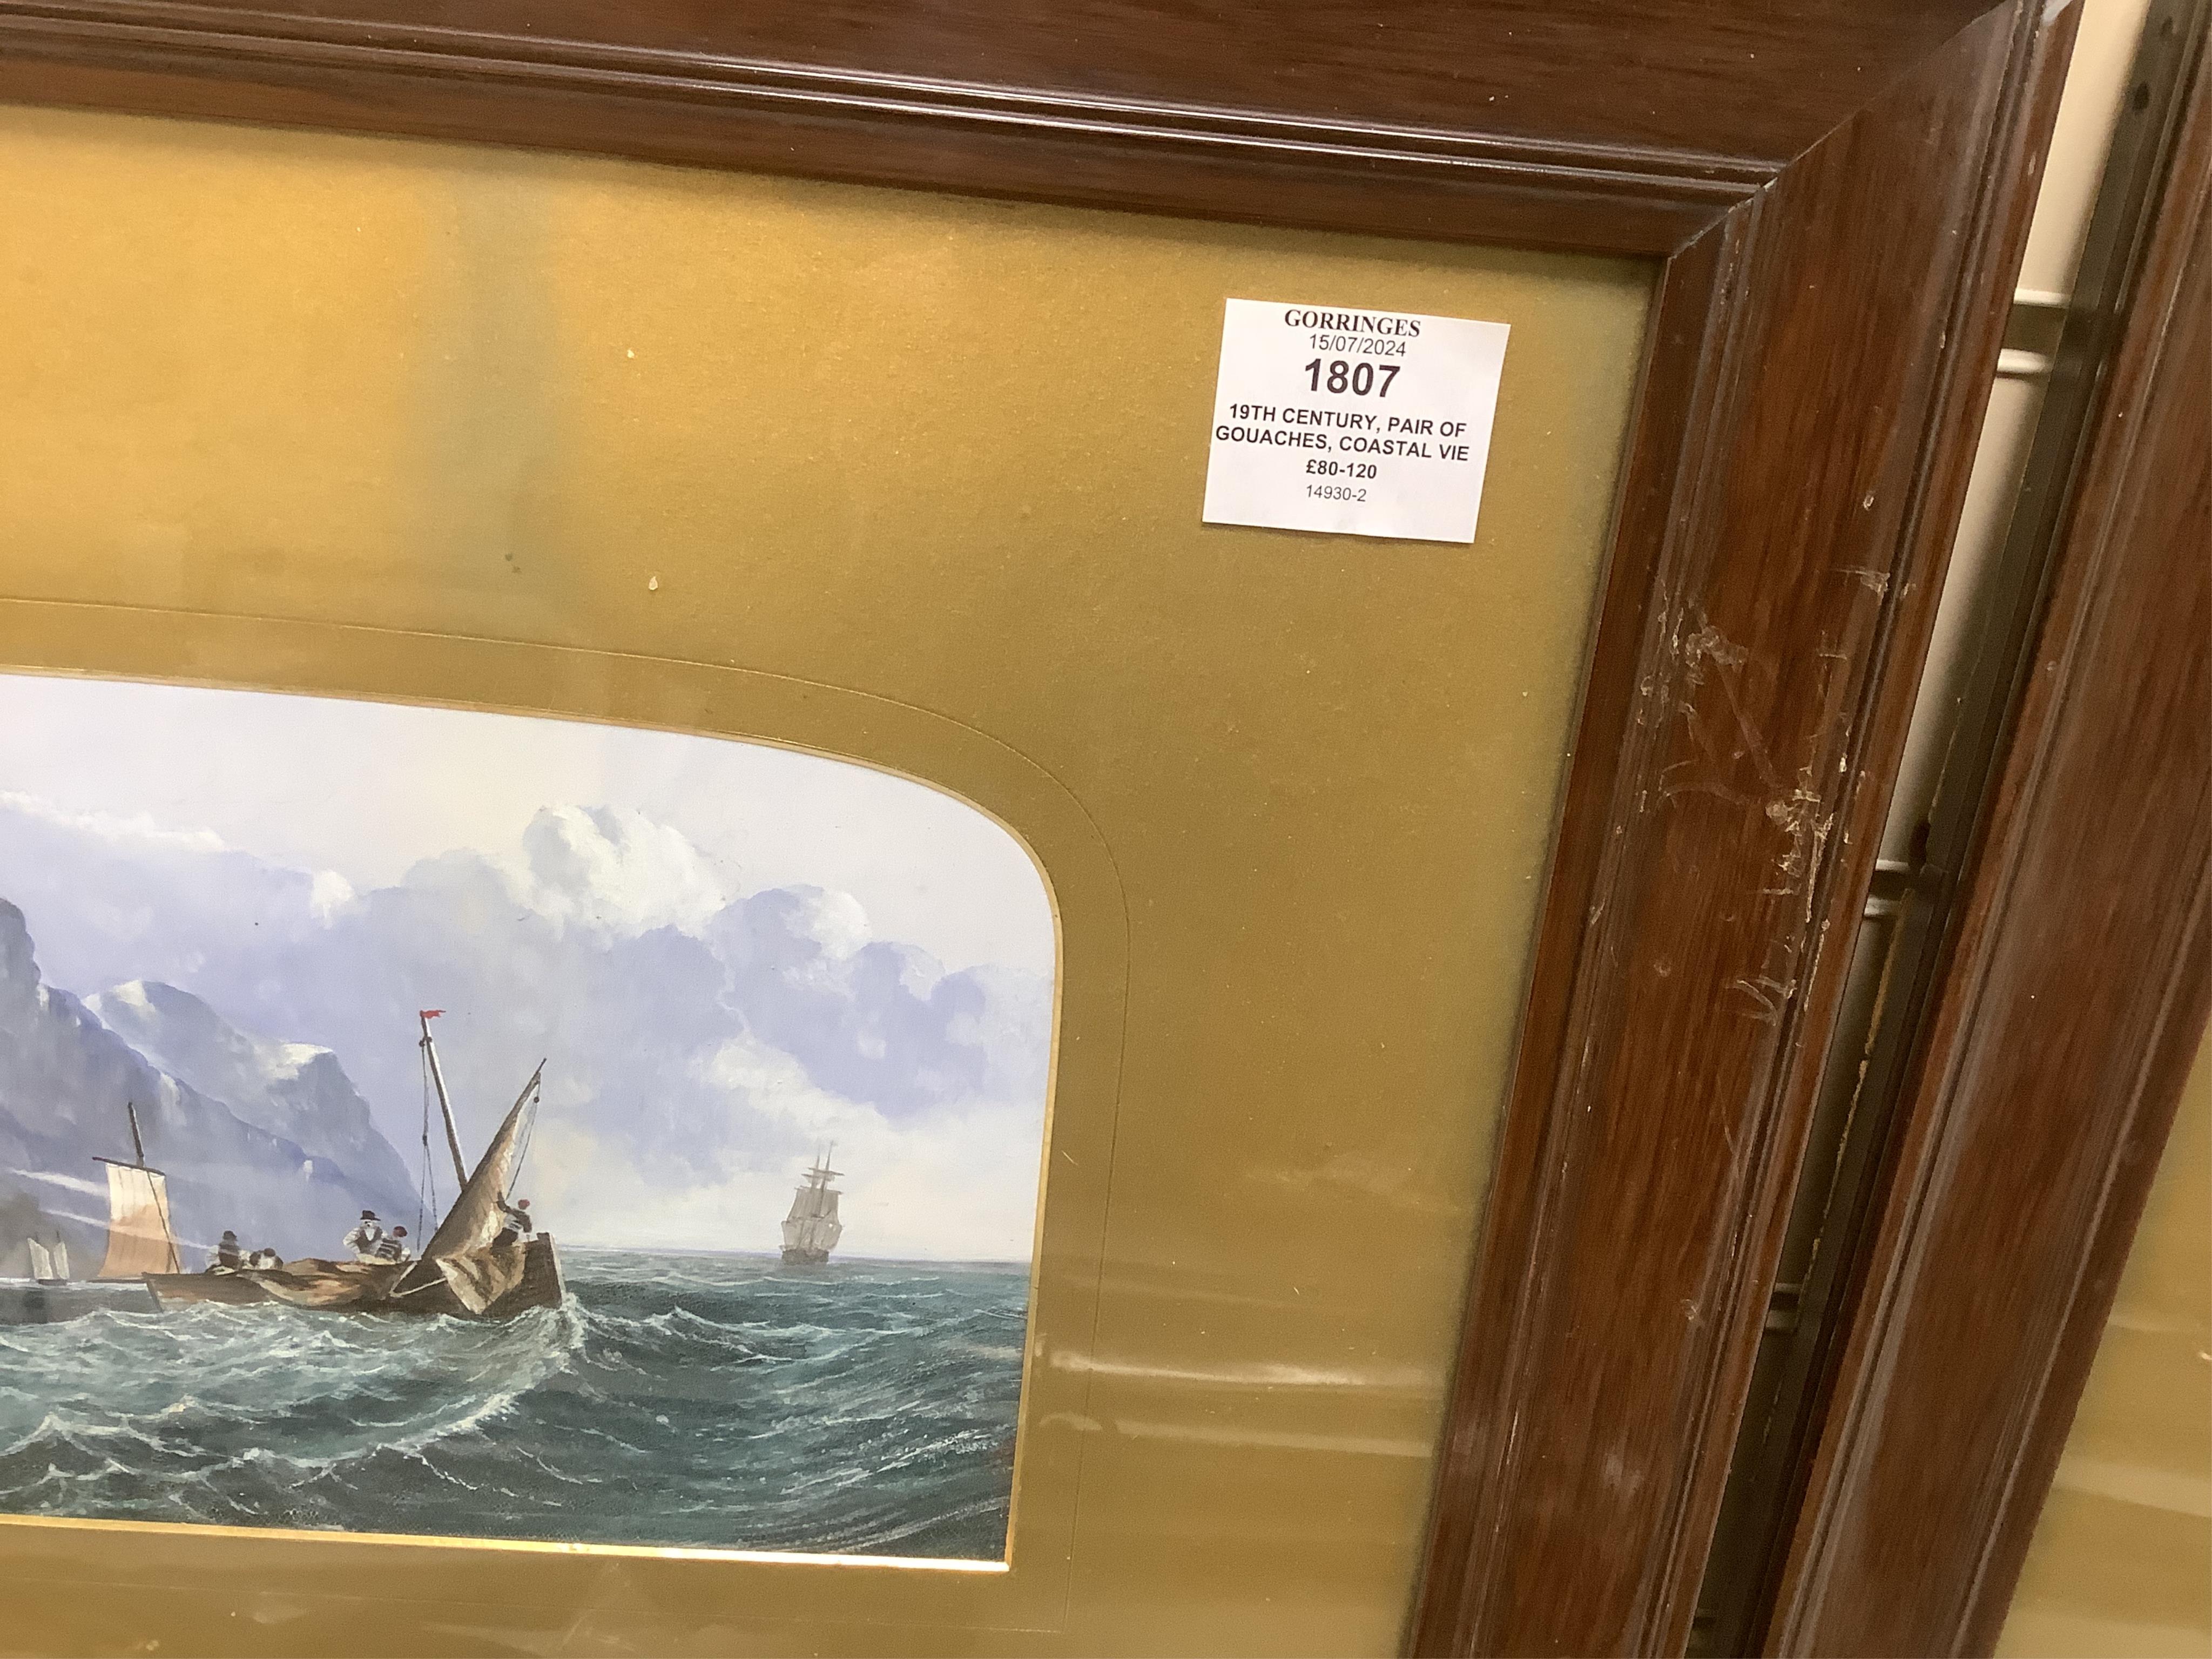 GORRINGES
15/07/2024
1807
19TH CENTURY, PAIR OF
GOUACHES, COASTAL VIE
£80-120
14930-2